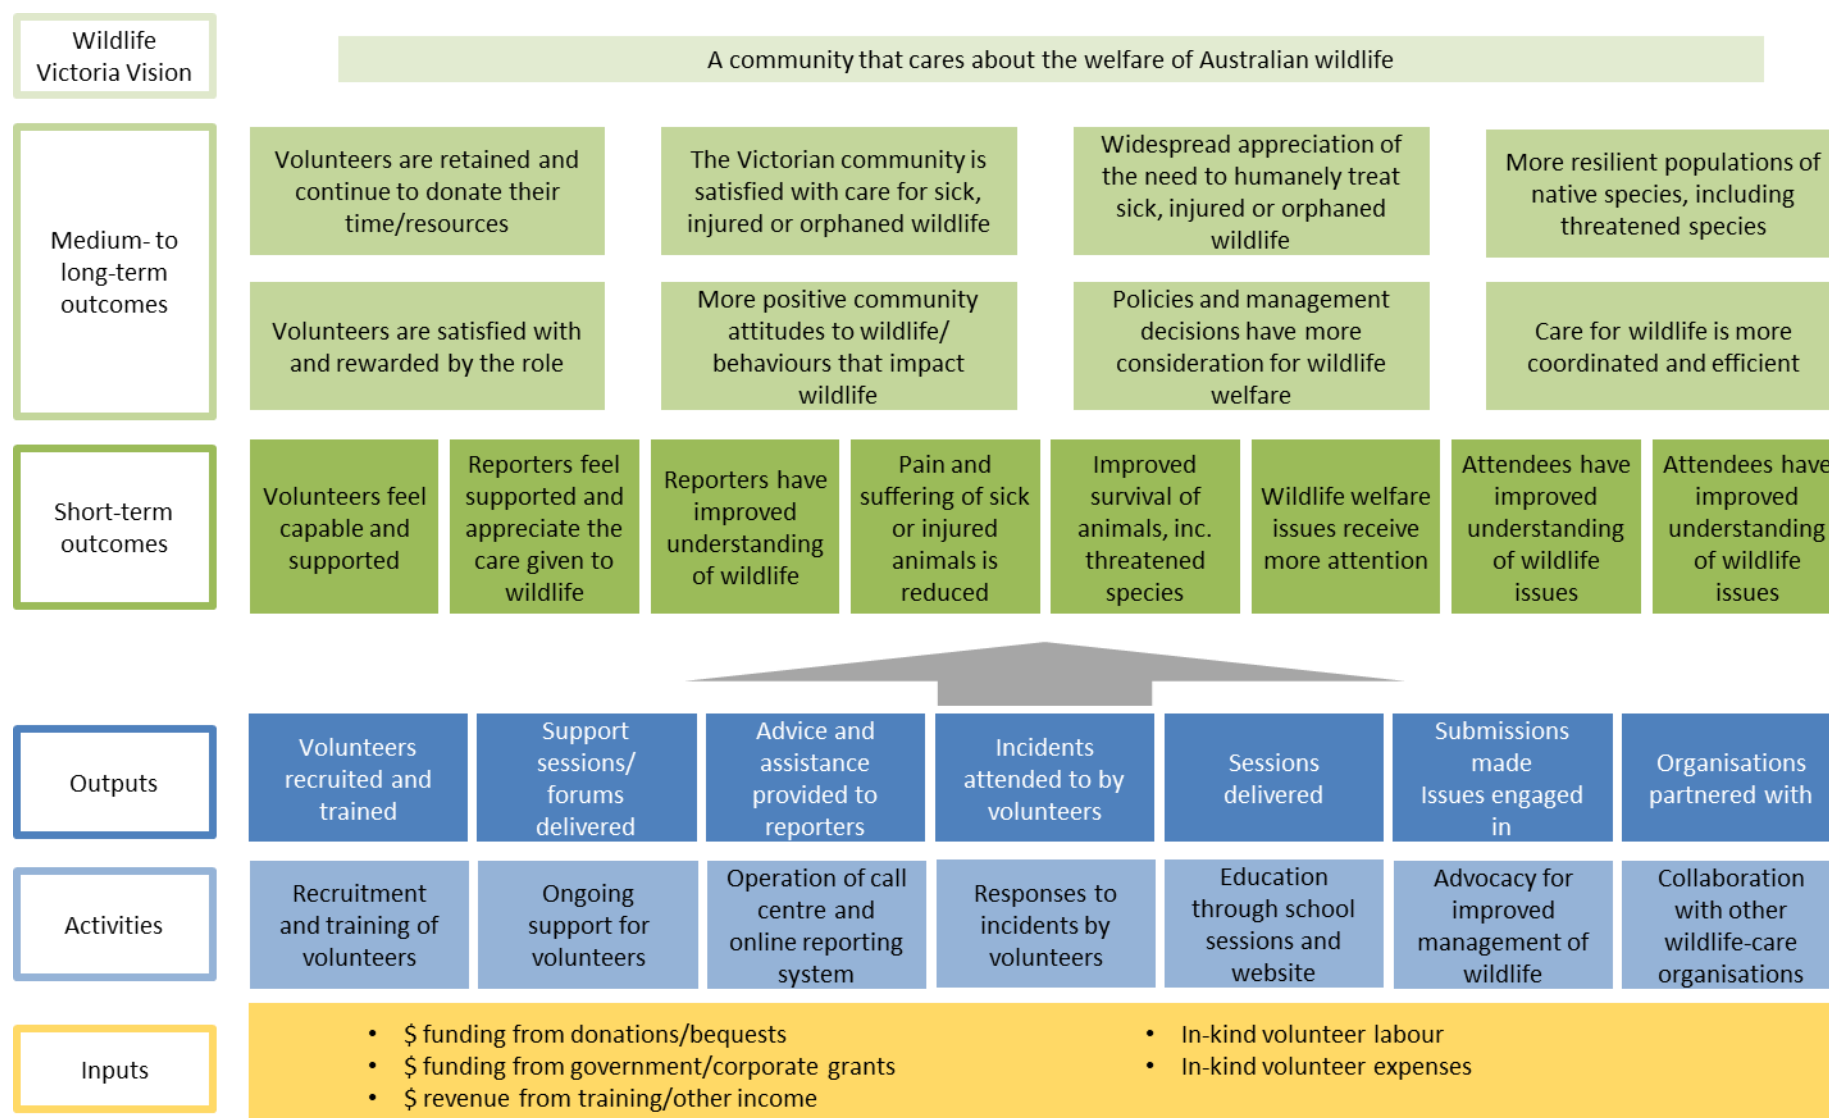 Wildlife
Victoria Vision
A community that cares about the welfare of Australian wildlife
Medium- to
long-term
outcomes
Volunteers are retained and
continue to donate their
time/resources
The Victorian community is
satisfied with care for sick,
injured or orphaned wildlife
Widespread appreciation of
the need to humanely treat
sick, injured or orphaned
wildlife
More resilient populations of
native species, including
threatened species
Volunteers are satisfied with
and rewarded by the role
More positive community
attitudes to wildlife/
behaviours that impact
wildlife
Policies and management
decisions have more
consideration for wildlife
welfare
Care for wildlife is more
coordinated and efficient
Short-term
outcomes
Volunteers feel
capable and
supported
Reporters feel
supported and
appreciate the
care given to
wildlife
Reporters have
improved
understanding
of wildlife
Pain and
suffering of sick
or injured
animals is
reduced
Improved
survival of
animals, inc.
threatened
species
Wildlife welfare
issues receive
more attention
Attendees have
improved
understanding
of wildlife
issues
Attendees have
improved
understanding
of wildlife
issues
Outputs
Volunteers
recruited and
trained
Support
sessions/
forums
delivered
Advice and
assistance
provided to
reporters
Incidents
attended to by
volunteers
Sessions
delivered
Submissions
made
Issues engaged
in
Organisations
partnered with
Activities
Recruitment
and training of
volunteers
Ongoing
support for
volunteers
Operation of call
centre and
online reporting
system
Responses to
incidents by
volunteers
Education
through school
sessions and
website
Advocacy for
improved
management of
wildlife
Collaboration
with other
wildlife-care
organisations
Inputs
• $ funding from donations/bequests
• $ funding from government/corporate grants
• $ revenue from training/other income
• In-kind volunteer labour
• In-kind volunteer expenses